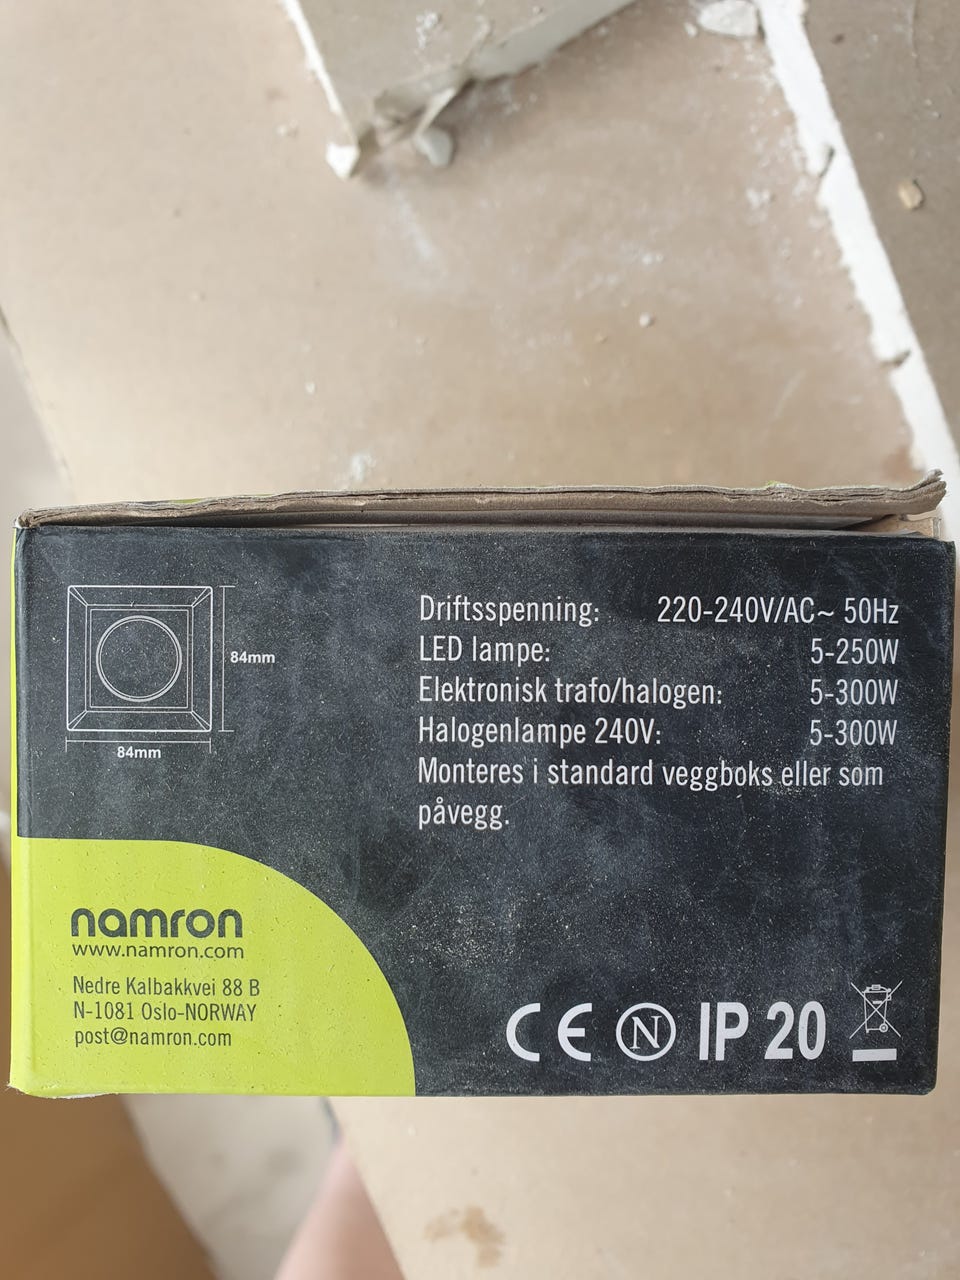 84mm
84mm
Driftsspenning: 220-240V/AC~ 50Hz
LED lampe: 5-250W
Elektronisk trafo/halogen: 5-300W
Halogenlampe 240V: 5-300W
Monteres i standard veggboks eller som
påvegg.
namron
www.namron.com
Nedre Kalbakkvei 88 B
N-1081 Oslo-NORWAY
post@namron.com
CE N IP 20